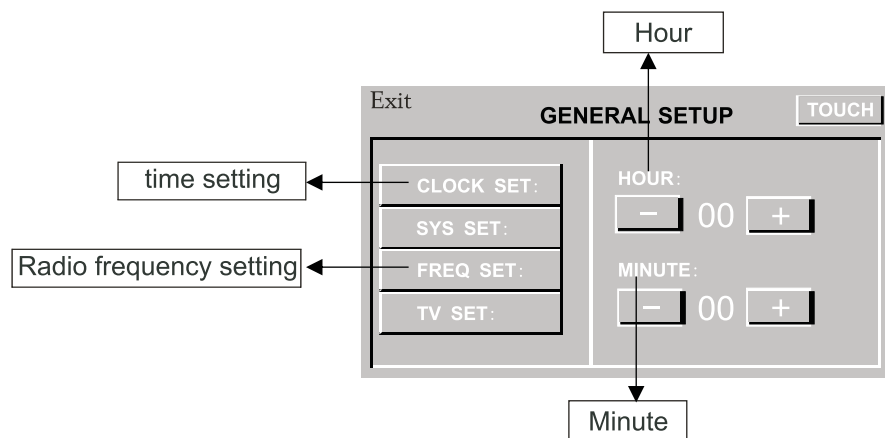 Hour
Exit
GENERAL SETUP
TOUCH
time setting
CLOCK SET:
HOUR:
− 00 +
SYS SET:
Radio frequency setting
FREQ SET:
MINUTE:
− 00 +
TV SET:
Minute